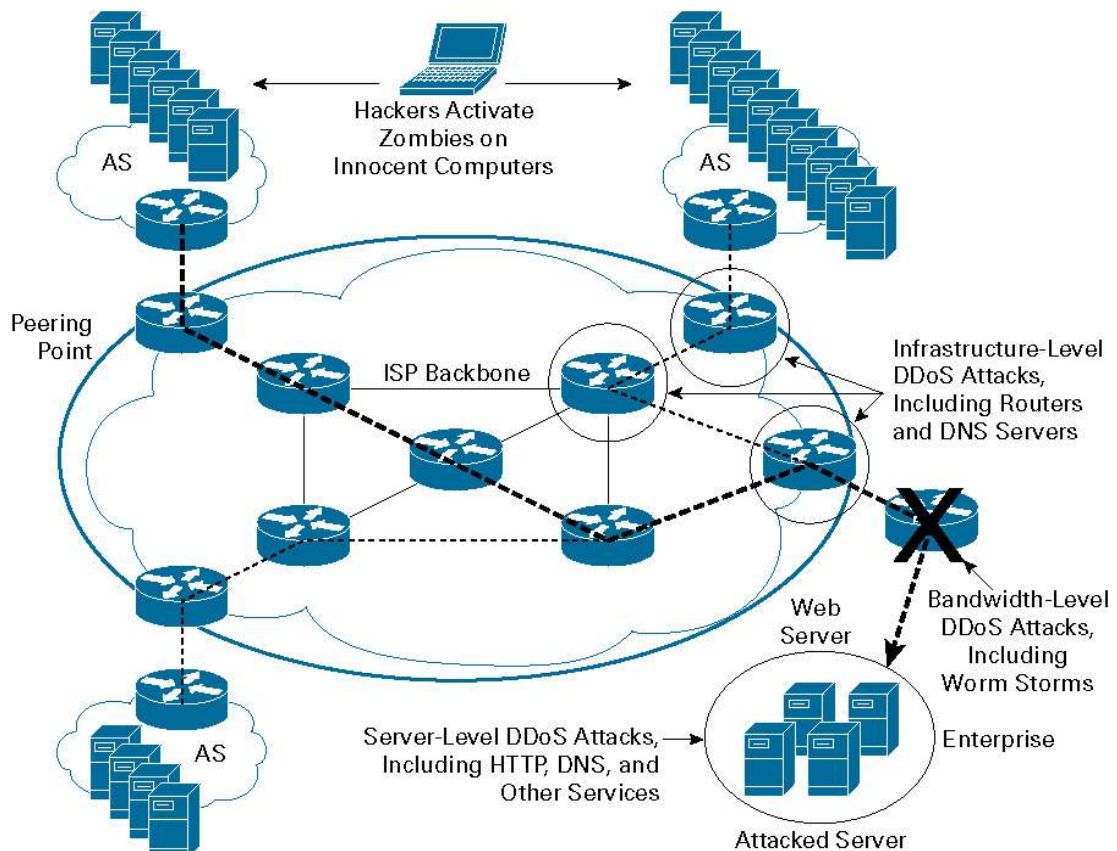 Hackers Activate
Zombies on
Innocent Computers
AS
AS
Peering
Point
ISP Backbone
Infrastructure-Level
DDoS Attacks,
Including Routers
and DNS Servers
Bandwidth-Level
DDoS Attacks,
Including
Worm Storms
Web
Server
Enterprise
Server-Level DDoS Attacks,
Including HTTP, DNS, and
Other Services
AS
Attacked Server